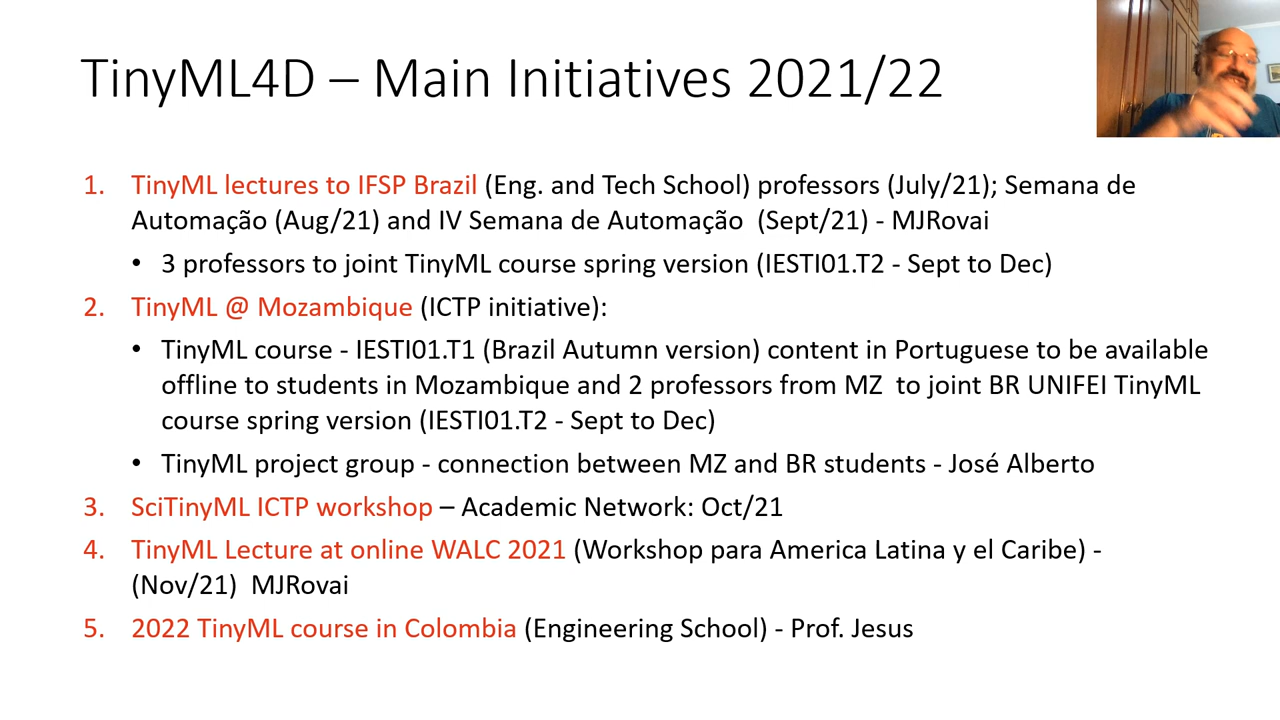 TinyML4D – Main Initiatives 2021/22
1. TinyML lectures to IFSP Brazil (Eng. and Tech School) professors (July/21); Semana de
Automação (Aug/21) and IV Semana de Automação (Sept/21) - MJRovai
• 3 professors to joint TinyML course spring version (IESTI01.T2 - Sept to Dec)
2. TinyML @ Mozambique (ICTP initiative):
• TinyML course - IESTI01.T1 (Brazil Autumn version) content in Portuguese to be available
offline to students in Mozambique and 2 professors from MZ to joint BR UNIFEI TinyML
course spring version (IESTI01.T2 - Sept to Dec)
• TinyML project group - connection between MZ and BR students - José Alberto
3. SciTinyML ICTP workshop – Academic Network: Oct/21
4. TinyML Lecture at online WALC 2021 (Workshop para America Latina y el Caribe) -
(Nov/21) MJRovai
5. 2022 TinyML course in Colombia (Engineering School) - Prof. Jesus